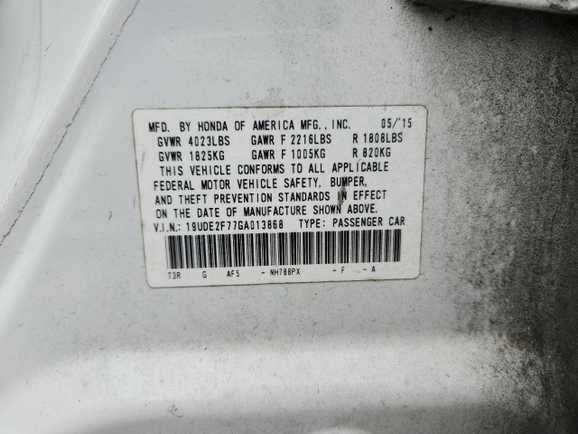 MFD. BY HONDA OF AMERICA MFG., INC. 05/'15
GVWR 4023LBS GAWR F 2216LBS R 1808LBS
GVWR 1825KG GAWR F 1005KG R 820KG
THIS VEHICLE CONFORMS TO ALL APPLICABLE
FEDERAL MOTOR VEHICLE SAFETY, BUMPER,
AND THEFT PREVENTION STANDARDS IN EFFECT
ON THE DATE OF MANUFACTURE SHOWN ABOVE.
V.I.N.: 19UDE2F77GA013868 TYPE: PASSENGER CAR
T3R G AF5 - NH788PX - F - A